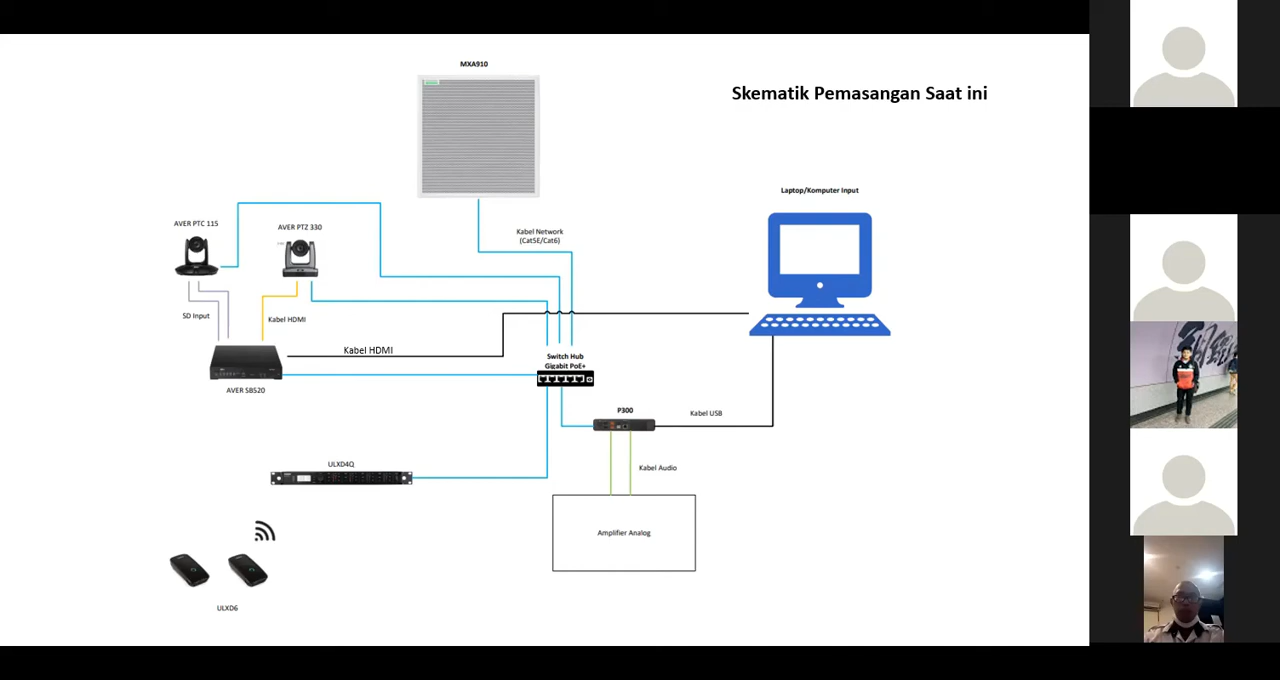 MXA910
Skematik Pemasangan Saat ini
Laptop/Komputer Input
AVER PTC 115
AVER PTZ 330
Kabel Network
(Cat5E/Cat6)
SD Input
Kabel HDMI
Kabel HDMI
Switch Hub
Gigabit PoE+
AVER SB520
P300
Kabel USB
ULXD4Q
Kabel Audio
Amplifier Analog
ULXD6